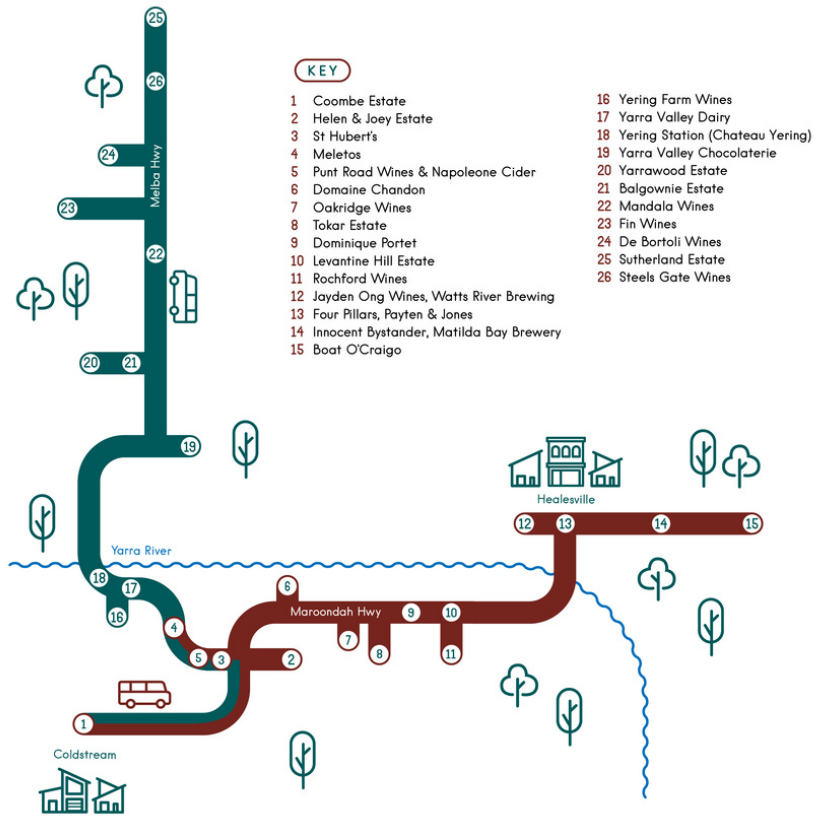 KEY
1 Coombe Estate
2 Helen & Joey Estate
3 St Hubert's
4 Meletos
5 Punt Road Wines & Napoleone Cider
6 Domaine Chandon
7 Oakridge Wines
8 Tokar Estate
9 Dominique Portet
10 Levantine Hill Estate
11 Rochford Wines
12 Jayden Ong Wines, Watts River Brewing
13 Four Pillars, Payten & Jones
14 Innocent Bystander, Matilda Bay Brewery
15 Boat O'Craigo
16 Yering Farm Wines
17 Yarra Valley Dairy
18 Yering Station (Chateau Yering)
19 Yarra Valley Chocolaterie
20 Yarrawood Estate
21 Balgownie Estate
22 Mandala Wines
23 Fin Wines
24 De Bortoli Wines
25 Sutherland Estate
26 Steels Gate Wines
25
26
Melba Hwy
24
23
22
20 21
19
Healesville
12 13 14 15
Yarra River
18
17
16
6
Maroondah Hwy 9 10
4
7
8
11
5 3 2
1
Coldstream